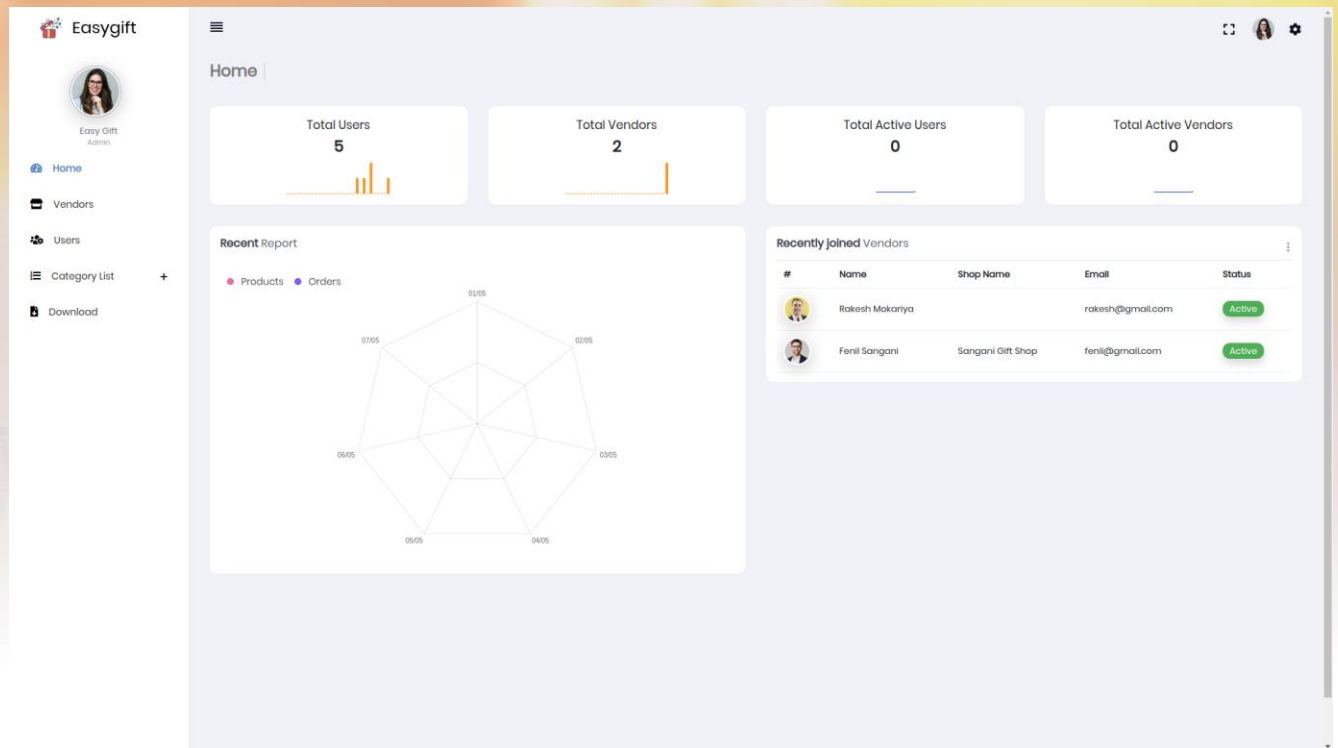 Easygift
Easy Gift
Admin
Home
Vendors
Users
Category List +
Download
Home
Total Users
5
Total Vendors
2
Total Active Users
0
Total Active Vendors
0
Recent Report
Products Orders
01/05
02/05
03/05
04/05
05/05
06/05
07/05
Recently joined Vendors
# Name Shop Name Email Status
Rakesh Mokariya rakesh@gmail.com Active
Fenil Sangani Sangani Gift Shop fenil@gmail.com Active